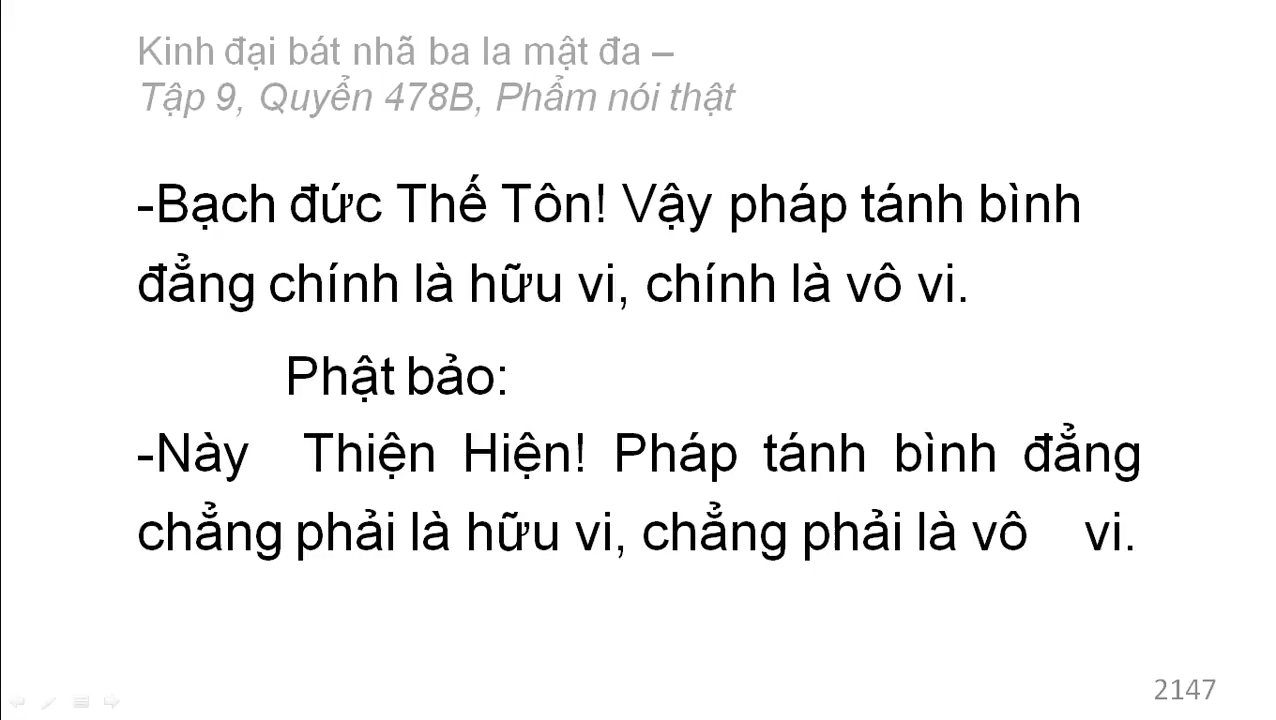 Kinh đại bát nhã ba la mật đa –
Tập 9, Quyển 478B, Phẩm nói thật
-Bạch đức Thế Tôn! Vậy pháp tánh bình
đẳng chính là hữu vi, chính là vô vi.
Phật bảo:
-Này Thiện Hiện! Pháp tánh bình đẳng
chẳng phải là hữu vi, chẳng phải là vô vi.
2147